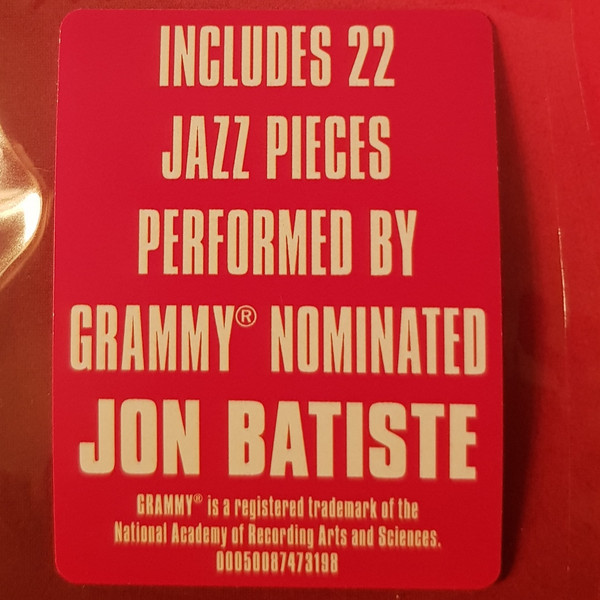 INCLUDES 22
JAZZ PIECES
PERFORMED BY
GRAMMY® NOMINATED
JON BATISTE
GRAMMY® is a registered trademark of the
National Academy of Recording Arts and Sciences.
00050087473198